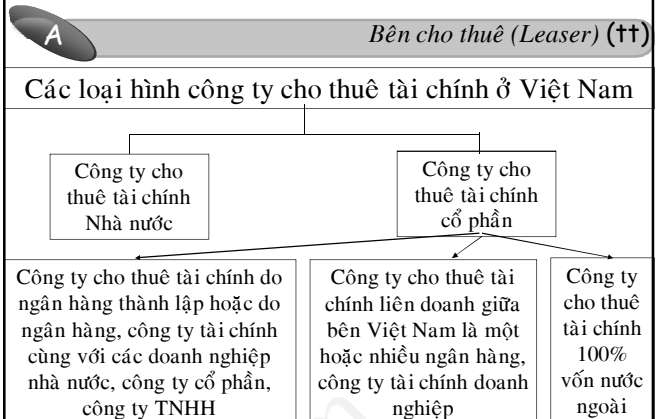 A
Bên cho thuê (Leaser) (tt)
Các loại hình công ty cho thuê tài chính ở Việt Nam
Công ty cho
thuê tài chính
Nhà nước
Công ty cho
thuê tài chính
cổ phần
Công ty cho thuê tài chính do
ngân hàng thành lập hoặc do
ngân hàng, công ty tài chính
cùng với các doanh nghiệp
nhà nước, công ty cổ phần,
công ty TNHH
Công ty cho thuê tài
chính liên doanh giữa
bên Việt Nam là một
hoặc nhiều ngân hàng,
công ty tài chính doanh
nghiệp
Công ty
cho thuê
tài chính
100%
vốn nước
ngoài